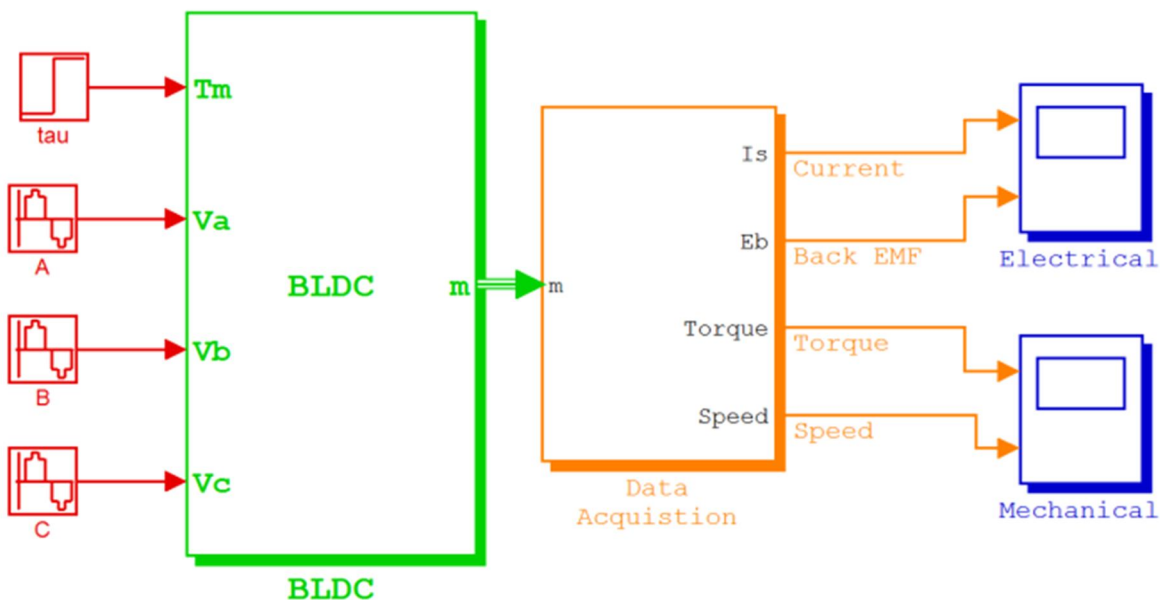 Tm
tau
Va
A
Vb
B
Vc
C
BLDC
m
BLDC
m
Is
Eb
Torque
Speed
Data
Acquistion
Current
Back EMF
Torque
Speed
Electrical
Mechanical